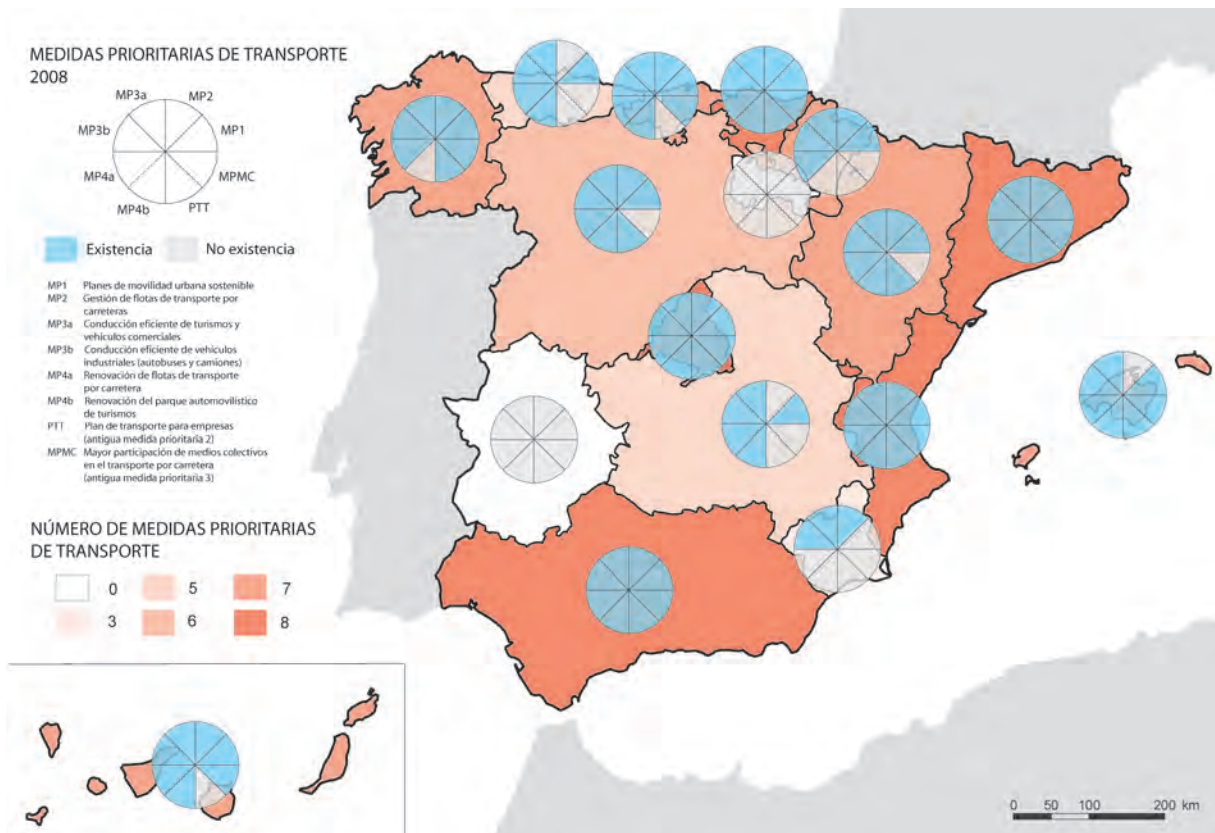 MEDIDAS PRIORITARIAS DE TRANSPORTE
2008
MP3a
MP2
MP3b
MP1
MP4a
MPMC
MP4b
PTT
Existencia
No existencia
MP1 Planes de movilidad urbana sostenible
MP2 Gestión de flotas de transporte por
carreteras
MP3a Conducción eficiente de turismos y
vehículos comerciales
MP3b Conducción eficiente de vehículos
industriales (autobuses y camiones)
MP4a Renovación de flotas de transporte
por carretera
MP4b Renovación del parque automovilístico
de turismos
PTT Plan de transporte para empresas
(antigua medida prioritaria 2)
MPMC Mayor participación de medios colectivos
en el transporte por carretera
(antigua medida prioritaria 3)
NÚMERO DE MEDIDAS PRIORITARIAS
DE TRANSPORTE
0 5 7
3 6 8
0 50 100 200 km